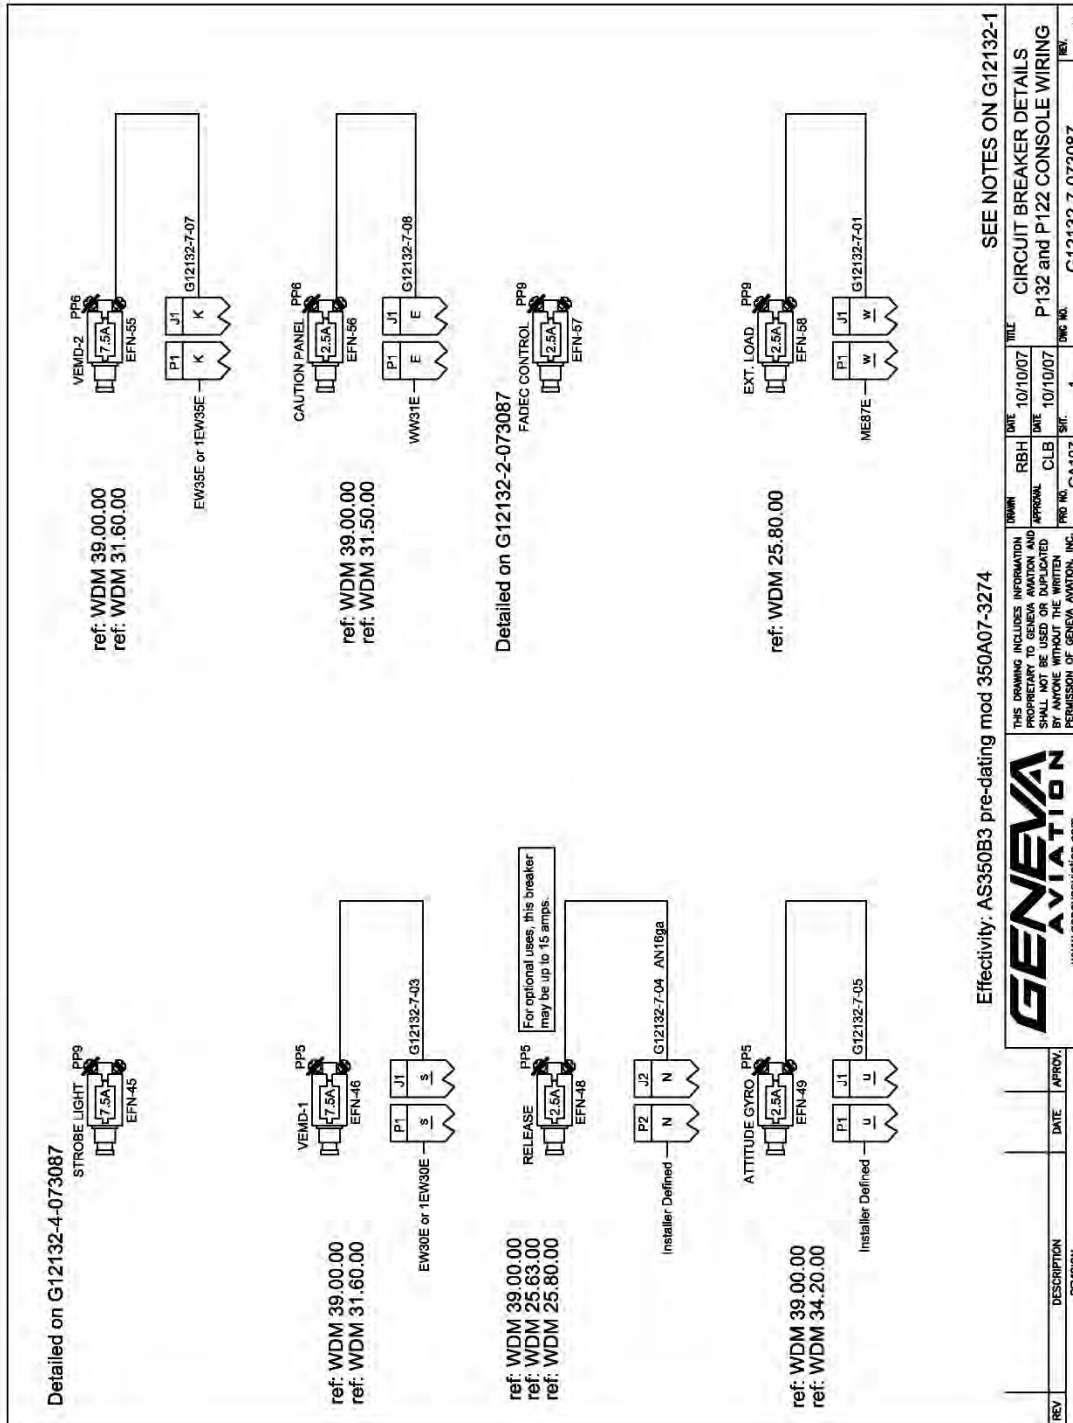 Detailed on G12132-4-073087
STROBE LIGHT
PP9
7.5A
EFN-45
ref: WDM 39.00.00
ref: WDM 31.60.00
VEMD-1
PP5
7.5A
EFN-46
P1
J1
s
s
G12132-7-03
EW30E or 1EW30E
ref: WDM 39.00.00
ref: WDM 25.63.00
ref: WDM 25.80.00
RELEASE
PP5
2.5A
EFN-48
For optional uses, this breaker
may be up to 15 amps.
P2
J2
N
N
G12132-7-04 AN16ga
Installer Defined
ref: WDM 39.00.00
ref: WDM 34.20.00
ATTITUDE GYRO
PP5
2.5A
EFN-49
P1
J1
u
u
G12132-7-05
Installer Defined
ref: WDM 39.00.00
ref: WDM 31.60.00
VEMD-2
PP6
7.5A
EFN-55
P1
J1
K
K
G12132-7-07
EW35E or 1EW35E
ref: WDM 39.00.00
ref: WDM 31.50.00
CAUTION PANEL
PP6
2.5A
EFN-56
P1
J1
E
E
G12132-7-08
WW31E
Detailed on G12132-2-073087
FADEC CONTROL
PP9
2.5A
EFN-57
ref: WDM 25.80.00
EXT. LOAD
PP9
2.5A
EFN-58
P1
J1
w
w
G12132-7-01
ME87E
Effectivity: AS350B3 pre-dating mod 350A07-3274
SEE NOTES ON G12132-1
REV
DESCRIPTION
DATE
APROV.
GENEVA
AVIATION
THIS DRAWING INCLUDES INFORMATION
PROPRIETARY TO GENEVA AVIATION AND
SHALL NOT BE USED OR DUPLICATED
BY ANYONE WITHOUT THE WRITTEN
PERMISSION OF GENEVA AVIATION, INC.
DRAWN
RBH
DATE
10/10/07
APPROVAL
CLB
DATE
10/10/07
PRO NO.
SHT.
TITLE
CIRCUIT BREAKER DETAILS
P132 and P122 CONSOLE WIRING
DWG NO.
G12132-7-073087
REV.